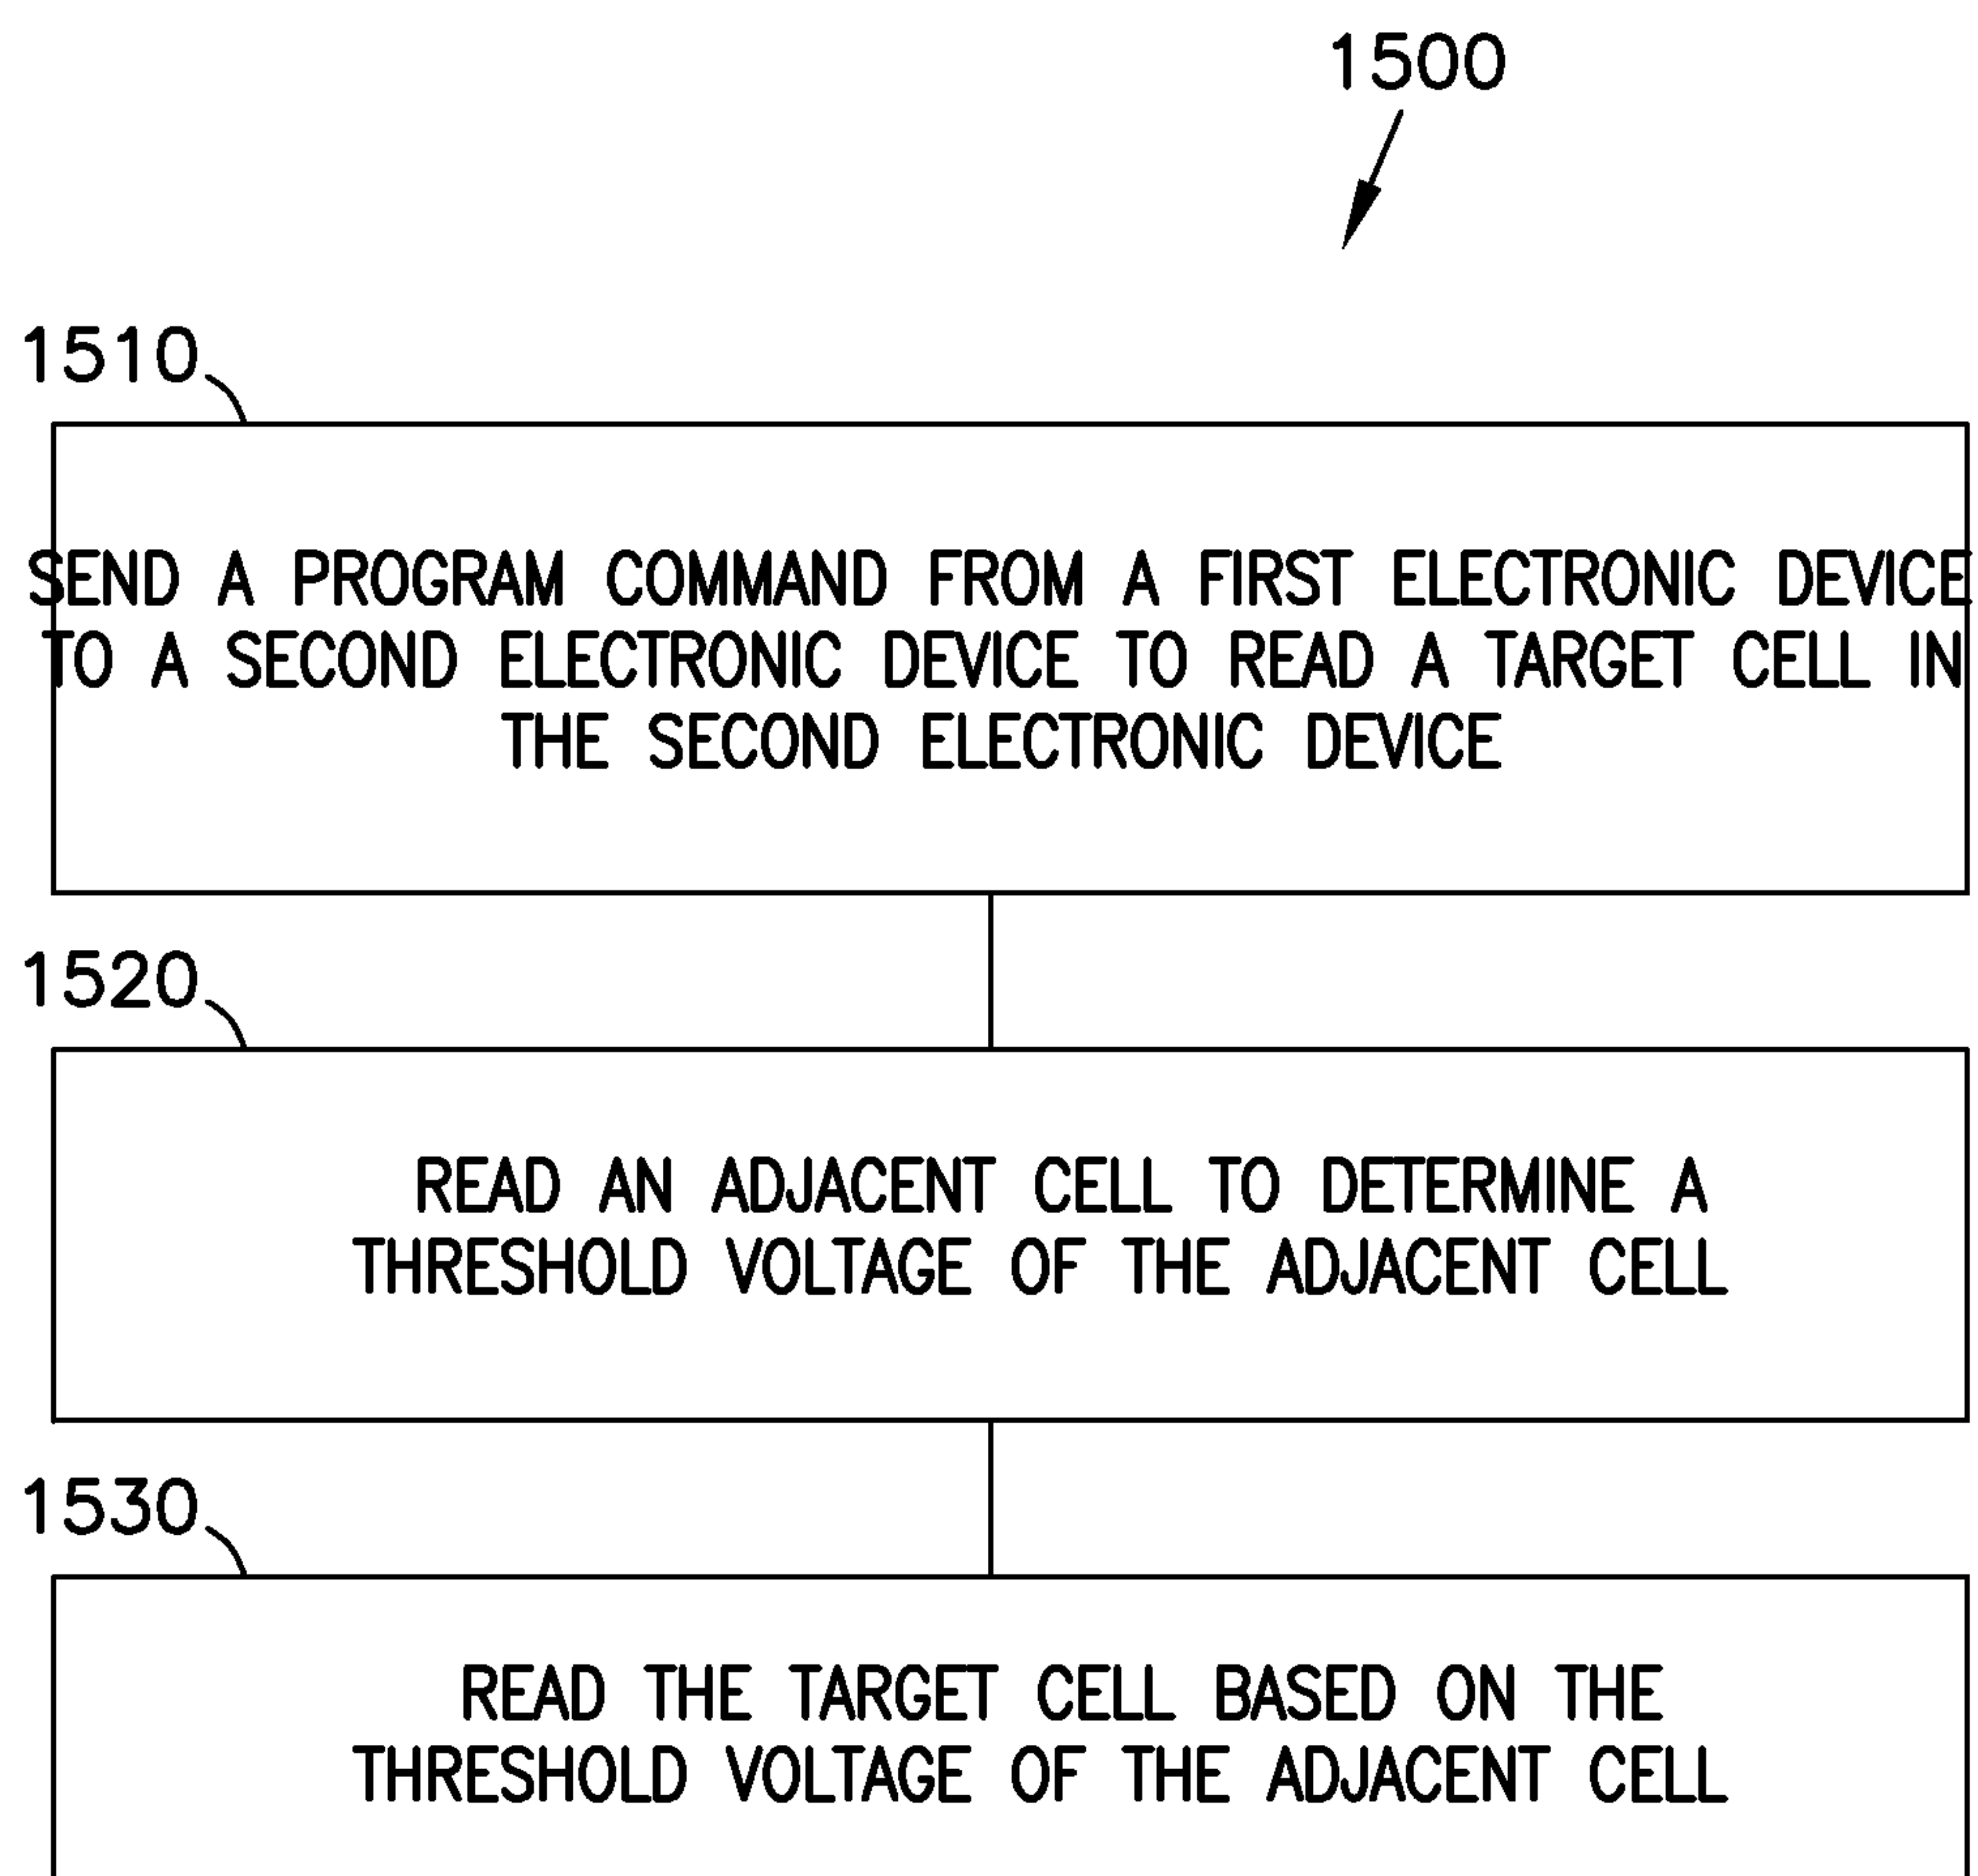 1500
1510
SEND A PROGRAM COMMAND FROM A FIRST ELECTRONIC DEVICE
TO A SECOND ELECTRONIC DEVICE TO READ A TARGET CELL IN
THE SECOND ELECTRONIC DEVICE
1520
READ AN ADJACENT CELL TO DETERMINE A
THRESHOLD VOLTAGE OF THE ADJACENT CELL
1530
READ THE TARGET CELL BASED ON THE
THRESHOLD VOLTAGE OF THE ADJACENT CELL